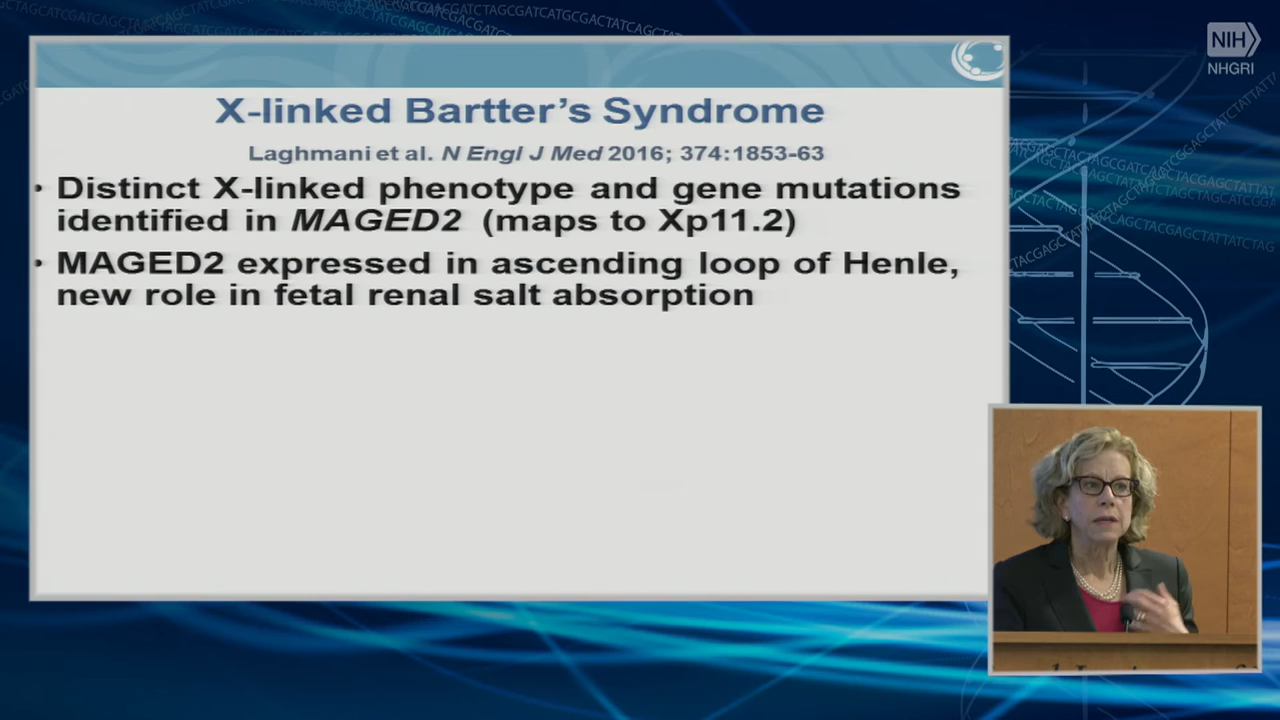 NIH
NHGRI
X-linked Bartter’s Syndrome
Laghmani et al. N Engl J Med 2016; 374:1853-63
• Distinct X-linked phenotype and gene mutations
identified in MAGED2 (maps to Xp11.2)
• MAGED2 expressed in ascending loop of Henle,
new role in fetal renal salt absorption